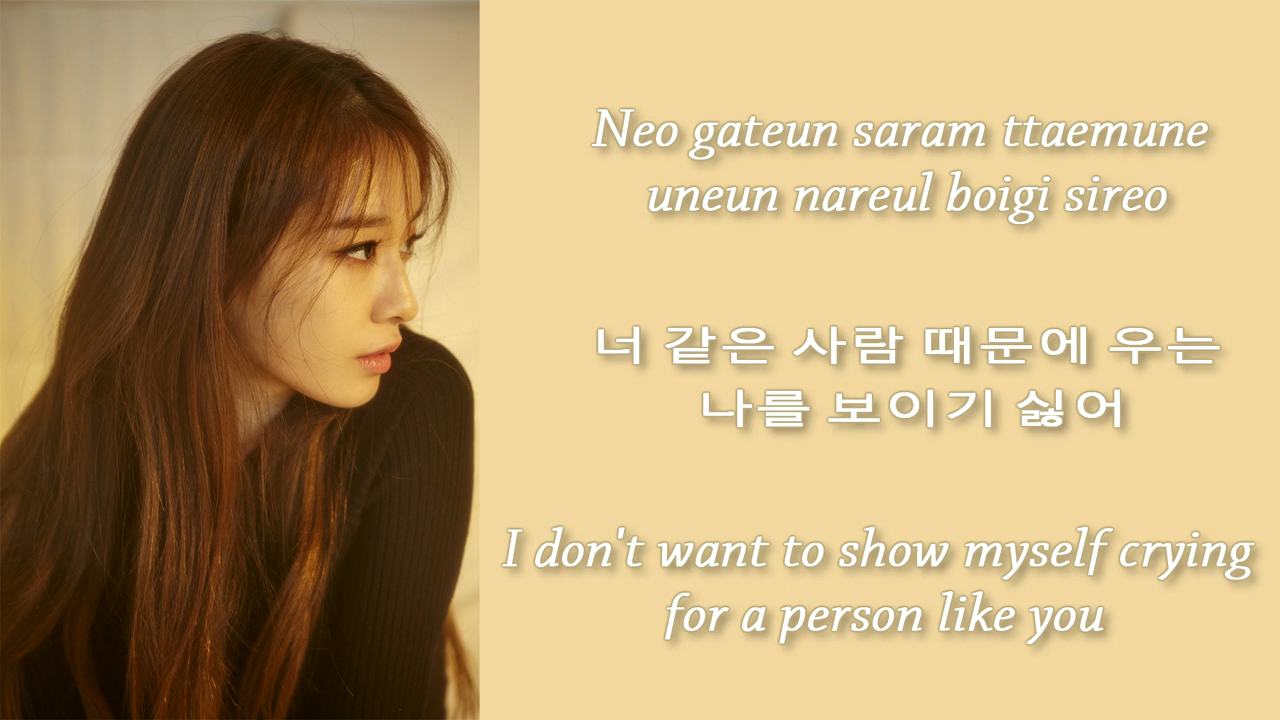 Neo gateun saram ttaemune
uneun nareul boigi sireo
너 같은 사람 때문에 우는
나를 보이기 싫어
I don't want to show myself crying
for a person like you